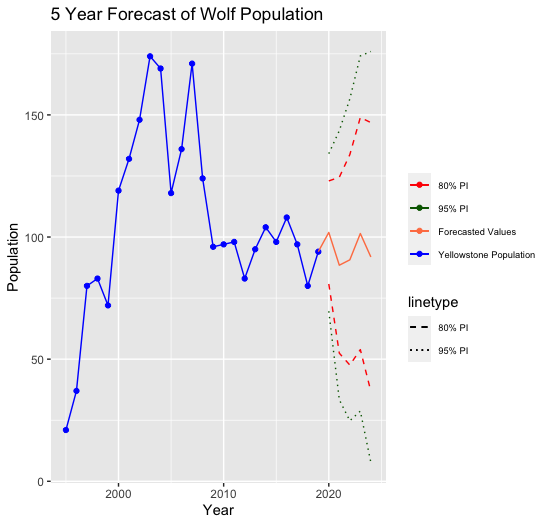 5 Year Forecast of Wolf Population
150
100
50
0
2000
2010
2020
Year
Population
80% PI
95% PI
Forecasted Values
Yellowstone Population
linetype
80% PI
95% PI